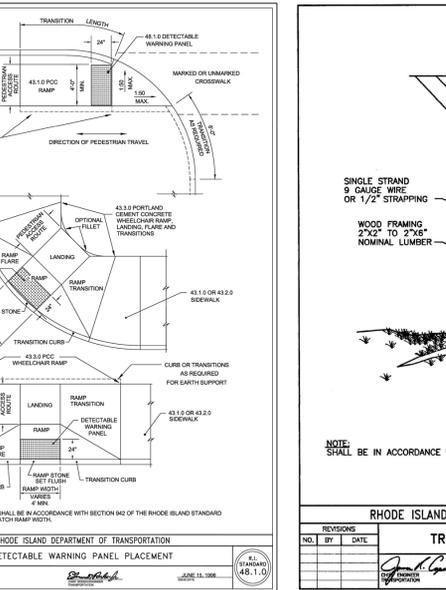 TRANSITION LENGTH
24"
48.1.0 DETECTABLE
WARNING PANEL
PEDESTRIAN
ACCESS
ROUTE
43.1.0 PCC
RAMP
4'-0"
MIN.
1:50
MAX.
1:50
MAX.
MARKED OR UNMARKED
CROSSWALK
6'-0"
TRANSITION
AS REQUIRED
DIRECTION OF PEDESTRIAN TRAVEL
43.3.0 PORTLAND
CEMENT CONCRETE
WHEELCHAIR RAMP,
LANDING, FLARE AND
TRANSITIONS
OPTIONAL
FILLET
PEDESTRIAN
ACCESS
ROUTE
RAMP
FLARE
LANDING
RAMP
RAMP
TRANSITION
STONE
24"
43.1.0 OR 43.2.0
SIDEWALK
TRANSITION CURB
43.3.0 PCC
WHEELCHAIR RAMP
CURB OR TRANSITIONS
AS REQUIRED
FOR EARTH SUPPORT
ACCESS
ROUTE
LANDING
RAMP
TRANSITION
43.1.0 OR 43.2.0
SIDEWALK
DETECTABLE
WARNING
PANEL
RAMP
24"
RAMP STONE
SET FLUSH
TRANSITION CURB
RAMP WIDTH
VARIES
4' MIN.
SHALL BE IN ACCORDANCE WITH SECTION 942 OF THE RHODE ISLAND STANDARD
ATCH RAMP WIDTH.
HODE ISLAND DEPARTMENT OF TRANSPORTATION
ETECTABLE WARNING PANEL PLACEMENT
R.I.
STANDARD
48.1.0
JUNE 15, 1998
SINGLE STRAND
9 GAUGE WIRE
OR 1/2" STRAPPING
WOOD FRAMING
2"X2" TO 2"X6"
NOMINAL LUMBER
NOTE:
SHALL BE IN ACCORDANCE
RHODE ISLAND
REVISIONS
NO. BY DATE
TR
CHIEF ENGINEER
TRANSPORTATION